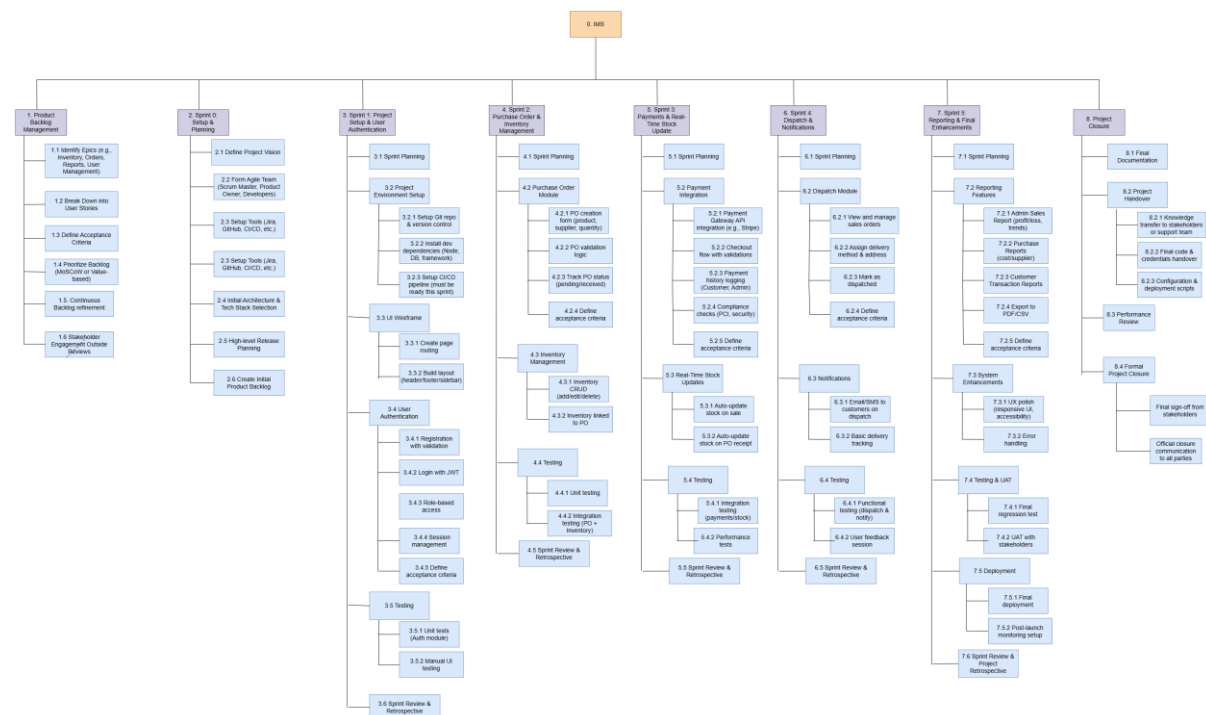 0. IMS
1. Product
Backlog
Management
1.1 Identify Epics (e.g.,
Inventory, Orders,
Reports, User
Management)
1.2 Break Down into
User Stories
1.3 Define Acceptance
Criteria
1.4 Prioritize Backlog
(MoSCoW or Value-
based)
1.5. Continuous
Backlog refinement
1.6 Stakeholder
Engagement Outside
Reviews
2. Sprint 0:
Setup &
Planning
2.1 Define Project Vision
2.2 Form Agile Team
(Scrum Master, Product
Owner, Developers)
2.3 Setup Tools (Jira,
GitHub, CI/CD, etc.)
2.3 Setup Tools (Jira,
GitHub, CI/CD, etc.)
2.4 Initial Architecture &
Tech Stack Selection
2.5 High-level Release
Planning
2.6 Create Initial
Product Backlog
3. Sprint 1: Project
Setup & User
Authentication
3.1 Sprint Planning
3.2 Project
Environment Setup
3.2.1 Setup Git repo
& version control
3.2.2 Install dev
dependencies (Node,
DB, framework)
3.2.3 Setup CI/CD
pipeline (must be
ready this sprint)
3.3 UI Wireframe
3.3.1 Create page
routing
3.3.2 Build layout
(header/footer/sidebar)
3.4 User
Authentication
3.4.1 Registration
with validation
3.4.2 Login with JWT
3.4.3 Role-based
access
3.4.4 Session
management
3.4.5 Define
acceptance criteria
3.5 Testing
3.5.1 Unit tests
(Auth module)
3.5.2 Manual UI
testing
3.6 Sprint Review &
Retrospective
4. Sprint 2:
Purchase Order &
Inventory
Management
4.1 Sprint Planning
4.2 Purchase Order
Module
4.2.1 PO creation
form (product,
supplier, quantity)
4.2.2 PO validation
logic
4.2.3 Track PO status
(pending/received)
4.2.4 Define
acceptance criteria
4.3 Inventory
Management
4.3.1 Inventory
CRUD
(add/edit/delete)
4.3.2 Inventory linked
to PO
4.4 Testing
4.4.1 Unit testing
4.4.2 Integration
testing (PO +
Inventory)
4.5 Sprint Review &
Retrospective
5. Sprint 3:
Payments & Real-
Time Stock
Update
5.1 Sprint Planning
5.2 Payment
Integration
5.2.1 Payment
Gateway API
integration (e.g., Stripe)
5.2.2 Checkout
flow with validations
5.2.3 Payment
history logging
(Customer, Admin)
5.2.4 Compliance
checks (PCI, security)
5.2.5 Define
acceptance criteria
5.3 Real-Time Stock
Updates
5.3.1 Auto-update
stock on sale
5.3.2 Auto-update
stock on PO receipt
5.4 Testing
5.4.1 Integration
testing
(payments/stock)
5.4.2 Performance
tests
5.5 Sprint Review &
Retrospective
6. Sprint 4:
Dispatch &
Notifications
6.1 Sprint Planning
6.2 Dispatch Module
6.2.1 View and manage
sales orders
6.2.2 Assign delivery
method & address
6.2.3 Mark as
dispatched
6.2.4 Define
acceptance criteria
6.3 Notifications
6.3.1 Email/SMS to
customers on
dispatch
6.3.2 Basic delivery
tracking
6.4 Testing
6.4.1 Functional
testing (dispatch &
notify)
6.4.2 User feedback
session
6.5 Sprint Review &
Retrospective
7. Sprint 5:
Reporting & Final
Enhancements
7.1 Sprint Planning
7.2 Reporting
Features
7.2.1 Admin Sales
Report (profit/loss,
trends)
7.2.2 Purchase
Reports
(cost/supplier)
7.2.3 Customer
Transaction Reports
7.2.4 Export to
PDF/CSV
7.2.5 Define
acceptance criteria
7.3 System
Enhancements
7.3.1 UX polish
(responsive UI,
accessibility)
7.3.2 Error
handling
7.4 Testing & UAT
7.4.1 Final
regression test
7.4.2 UAT with
stakeholders
7.5 Deployment
7.5.1 Final
deployment
7.5.2 Post-launch
monitoring setup
7.6 Sprint Review &
Project
Retrospective
8. Project
Closure
8.1 Final
Documentation
8.2 Project
Handover
8.2.1 Knowledge
transfer to stakeholders
or support team
8.2.2 Final code &
credentials handover
8.2.3 Configuration &
deployment scripts
8.3 Performance
Review
8.4 Formal
Project Closure
Final sign-off from
stakeholders
Official closure
communication
to all parties